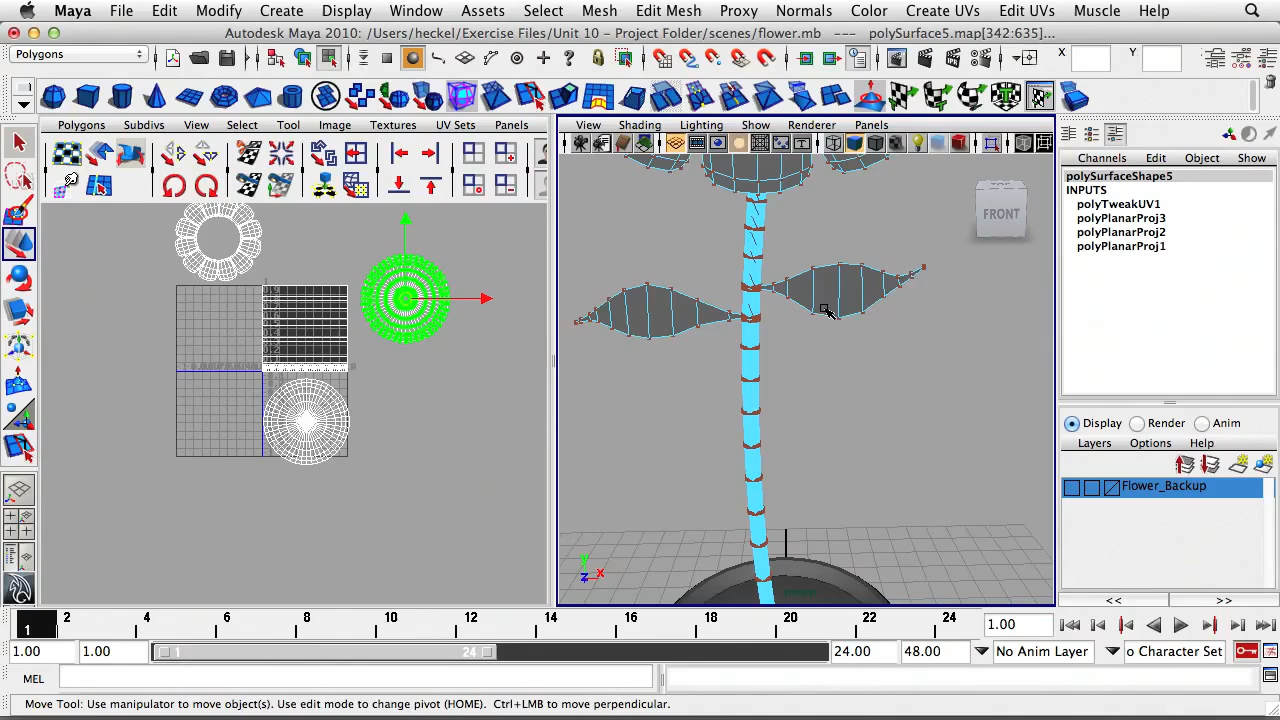 Maya File Edit Modify Create Display Window Assets Select Mesh Edit Mesh Proxy Normals Color Create UVs Edit UVs Muscle Help
Autodesk Maya 2010: /Users/heckel/Exercise Files/Unit 10 - Project Folder/scenes/flower.mb --- polySurface5.map[342:635]...
Polygons X Y
Polygons Subdivs View Select Tool Image Textures UV Sets Panels
View Shading Lighting Show Renderer Panels
Channels Edit Object Show
polySurfaceShape5
INPUTS
polyTweakUV1
polyPlanarProj3
polyPlanarProj2
polyPlanarProj1
TOP
FRONT
y
z x
Display Render Anim
Layers Options Help
Flower_Backup
<< >>
1 2 4 6 8 10 12 14 16 18 20 22 24 1.00
1.00 1.00 1 24 24.00 48.00 No Anim Layer o Character Set
MEL
Move Tool: Use manipulator to move object(s). Use edit mode to change pivot (HOME). Ctrl+LMB to move perpendicular.